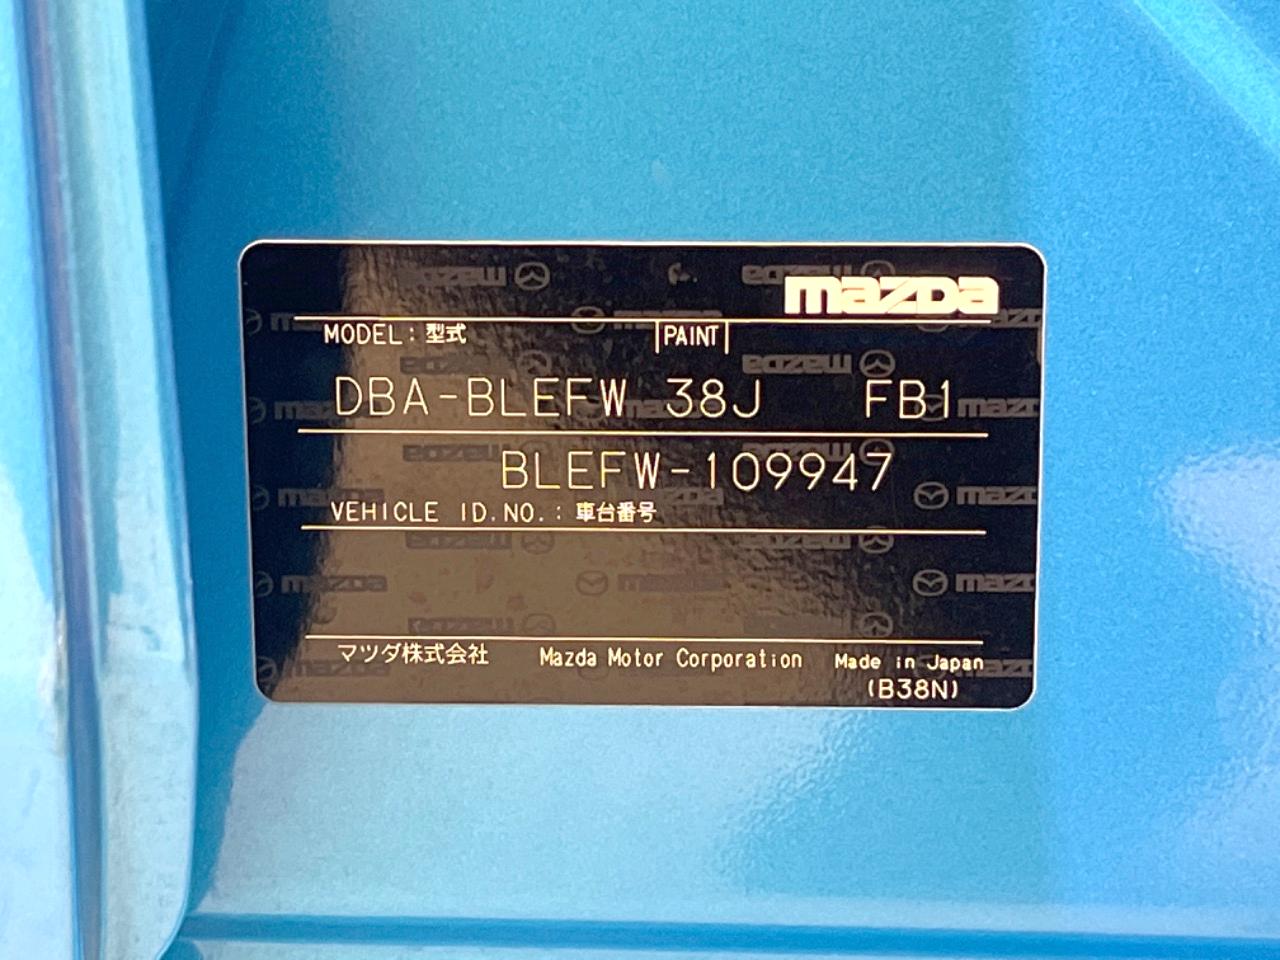 mazda
MODEL : 型式 PAINT
DBA-BLEFW 38J FB1
BLEFW-109947
VEHICLE ID.NO. : 車台番号
マツダ株式会社 Mazda Motor Corporation Made in Japan
(B38N)